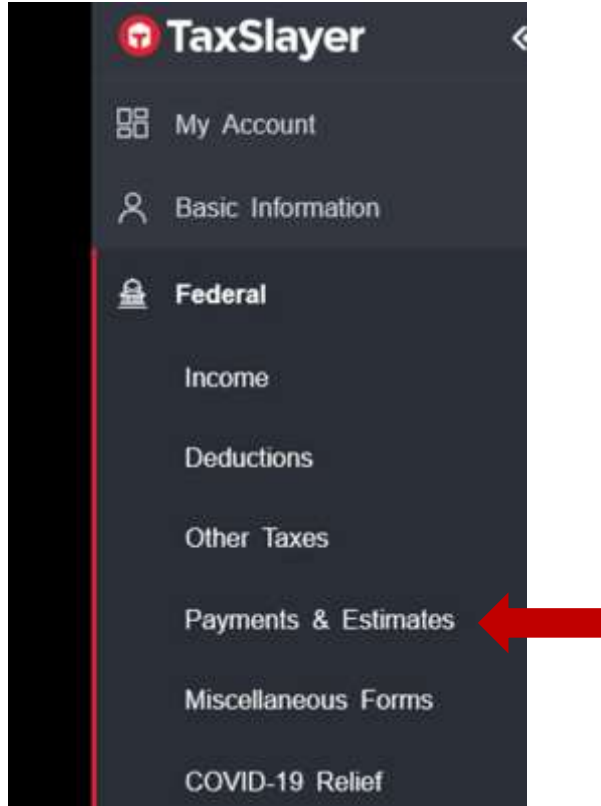 TaxSlayer
My Account
Basic Information
Federal
Income
Deductions
Other Taxes
Payments & Estimates
Miscellaneous Forms
COVID-19 Relief